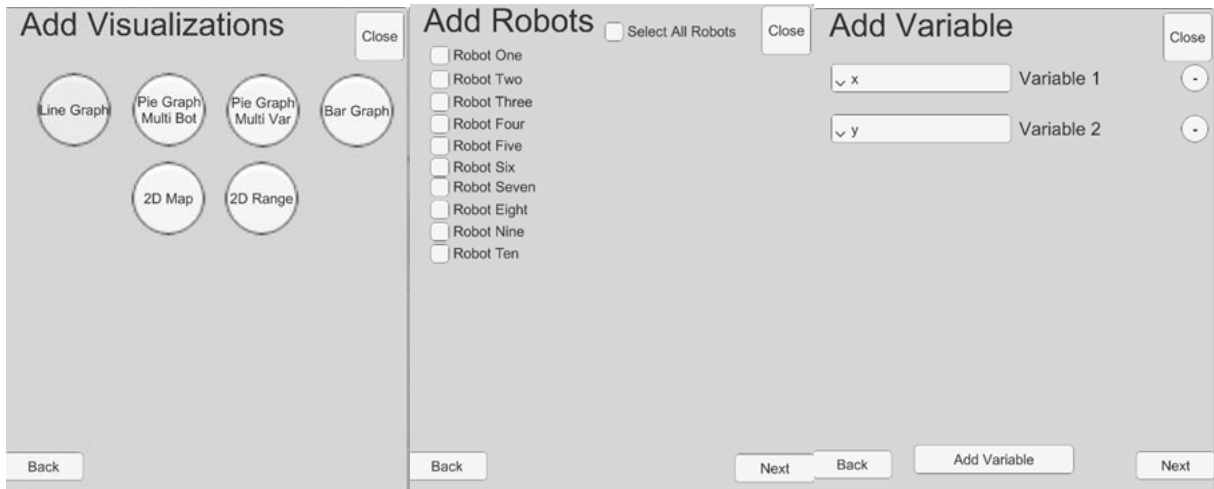 Add Visualizations
Close
Line Graph
Pie Graph
Multi Bot
Pie Graph
Multi Var
Bar Graph
2D Map
2D Range
Back
Add Robots
Select All Robots
Close
Robot One
Robot Two
Robot Three
Robot Four
Robot Five
Robot Six
Robot Seven
Robot Eight
Robot Nine
Robot Ten
Back
Next
Add Variable
Close
x
Variable 1
-
y
Variable 2
-
Back
Add Variable
Next